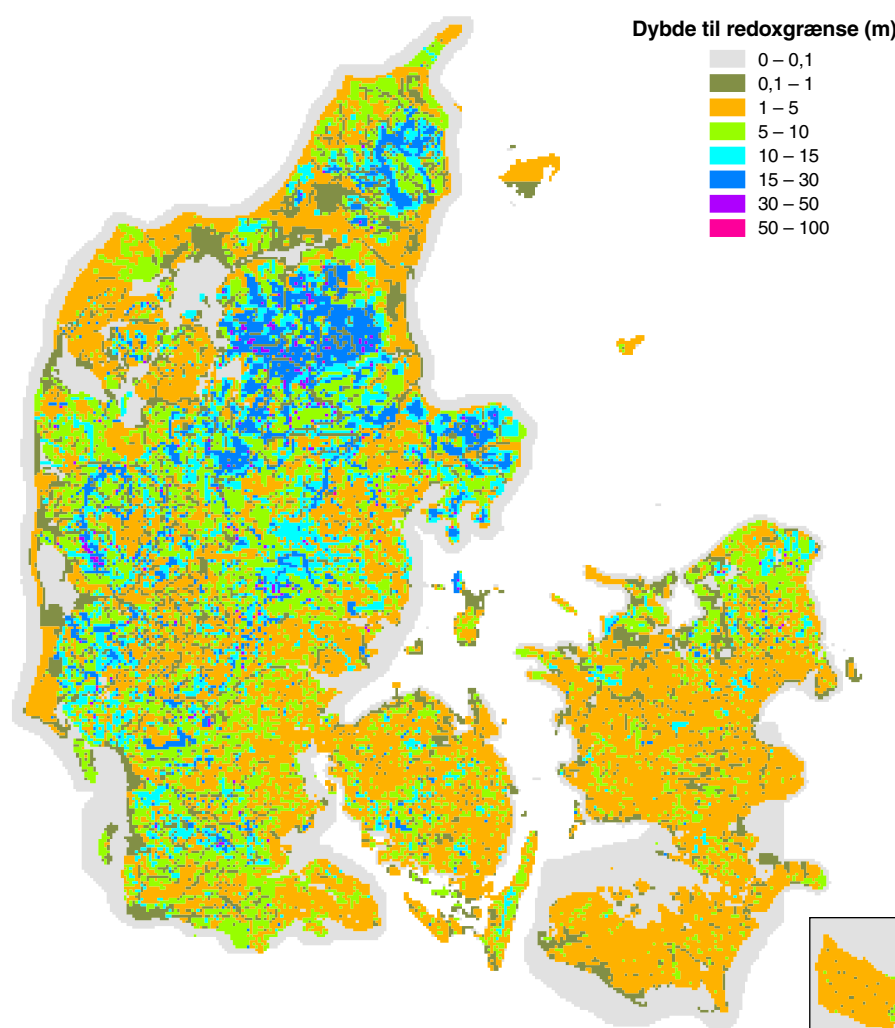 Dybde til redoxgrænse (m)
0 – 0,1
0,1 – 1
1 – 5
5 – 10
10 – 15
15 – 30
30 – 50
50 – 100